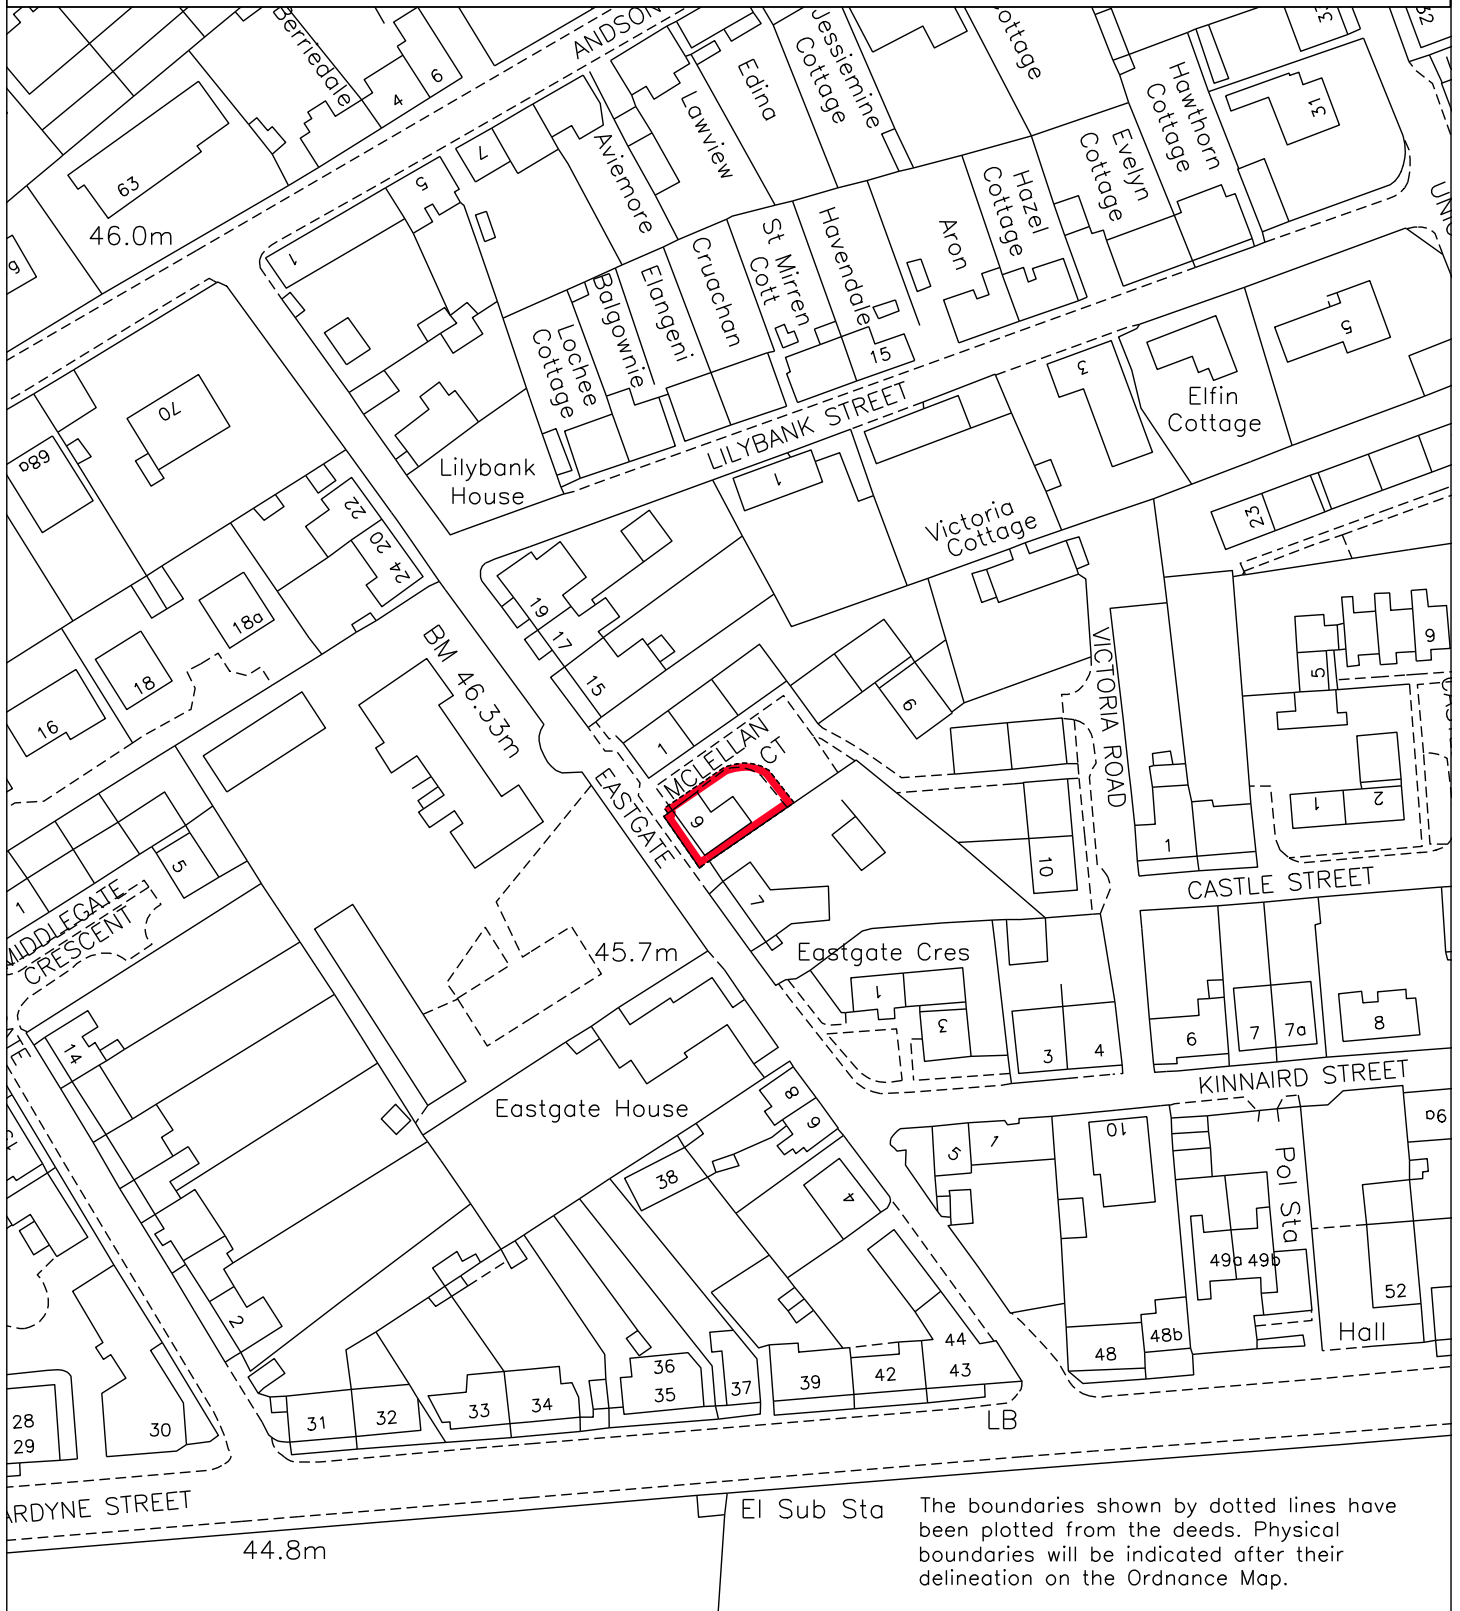 Berriedale
4
6
ANDSON
Edina
Jessiemine
Cottage
ottage
Hawthorn
Cottage
31
32
63
46.0m
7
5
1
Aviemore
Lawview
Evelyn
Cottage
Hazel
Cottage
Aron
Havendale
St Mirren
Cott
Cruachan
Elangeni
Balgownie
Lochee
Cottage
15
LILYBANK STREET
3
5
Elfin
Cottage
70
68a
Lilybank
House
1
Victoria
Cottage
23
22
20
24
18a
18
16
19
17
15
BM 46.33m
1
MCLELLAN
CT
9
6
EASTGATE
7
VICTORIA ROAD
10
1
5
9
1
2
CASTLE STREET
5
1
MIDDLEGATE
CRESCENT
45.7m
Eastgate Cres
1
3
3
4
6
7
7a
8
KINNAIRD STREET
14
Eastgate House
8
6
38
4
5
1
10
Pol Sta
49a
49b
9a
52
Hall
2
28
29
30
31
32
33
34
36
35
37
39
42
44
43
48
48b
LB
ARDYNE STREET
44.8m
El Sub Sta
The boundaries shown by dotted lines have
been plotted from the deeds. Physical
boundaries will be indicated after their
delineation on the Ordnance Map.